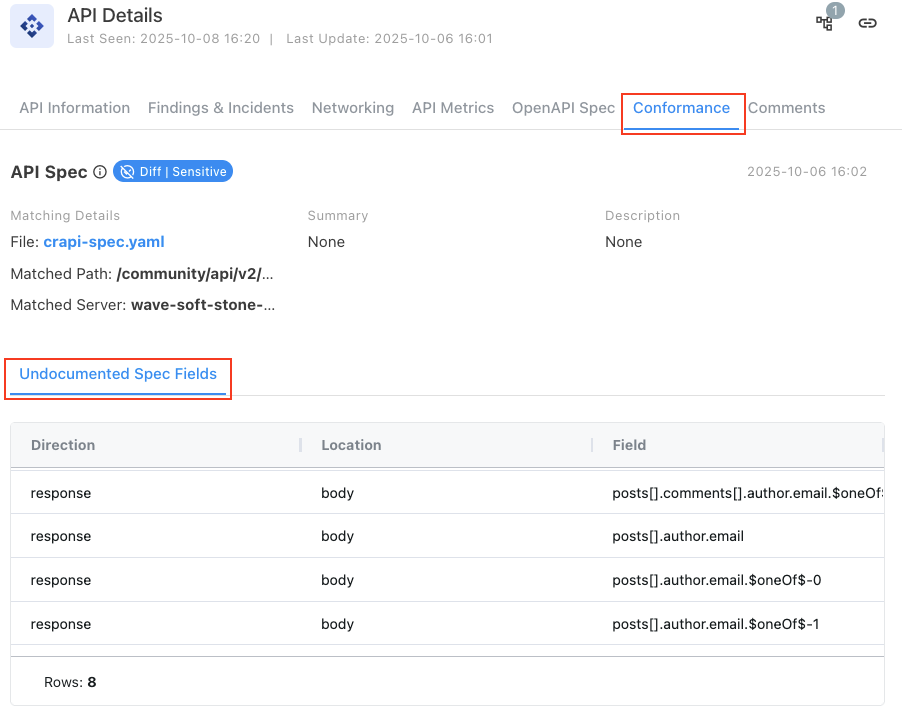 API Details
1
Last Seen: 2025-10-08 16:20 | Last Update: 2025-10-06 16:01
API Information Findings & Incidents Networking API Metrics OpenAPI Spec Conformance Comments
API Spec Diff | Sensitive 2025-10-06 16:02
Matching Details Summary Description
File: crapi-spec.yaml None None
Matched Path: /community/api/v2/...
Matched Server: wave-soft-stone-...
Undocumented Spec Fields
Direction Location Field
response body posts[].comments[].author.email.$oneOf$
response body posts[].author.email
response body posts[].author.email.$oneOf$-0
response body posts[].author.email.$oneOf$-1
Rows: 8